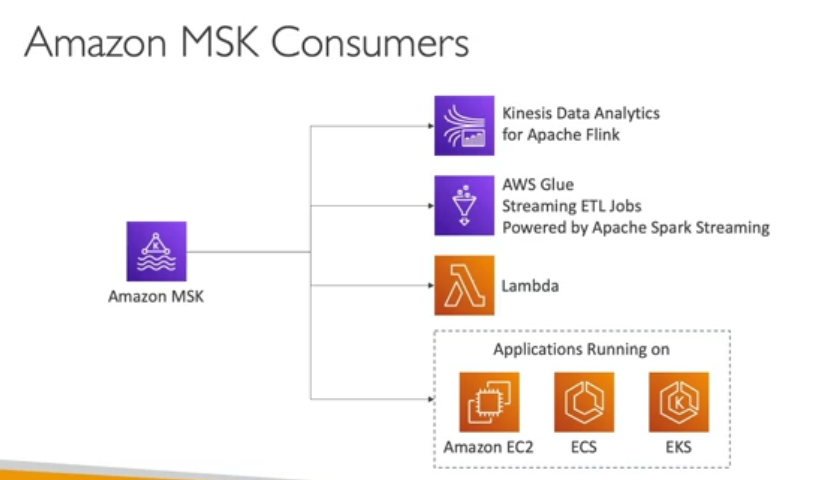 Amazon MSK Consumers
Kinesis Data Analytics
for Apache Flink
AWS Glue
Streaming ETL Jobs
Powered by Apache Spark Streaming
K
Amazon MSK
Lambda
Applications Running on
K
Amazon EC2
ECS
EKS